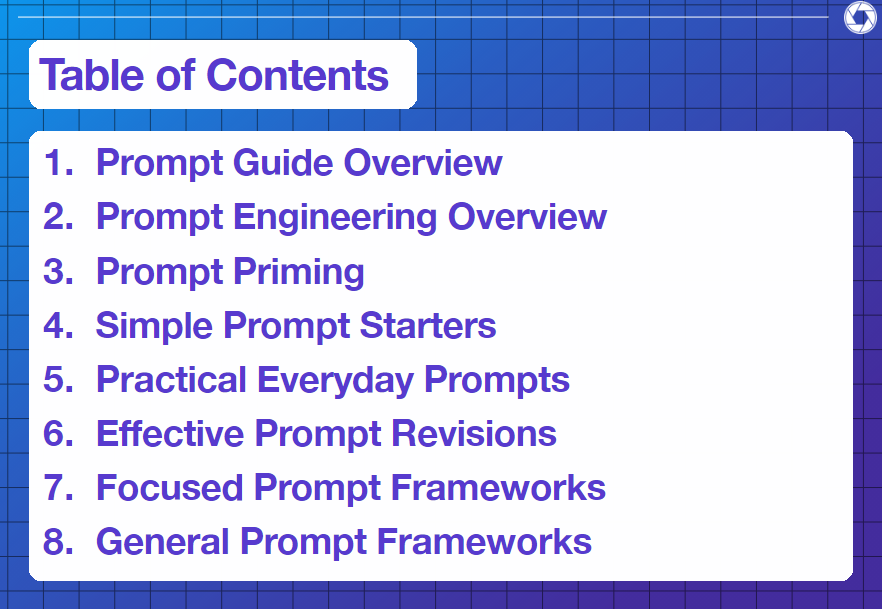 Table of Contents
1. Prompt Guide Overview
2. Prompt Engineering Overview
3. Prompt Priming
4. Simple Prompt Starters
5. Practical Everyday Prompts
6. Effective Prompt Revisions
7. Focused Prompt Frameworks
8. General Prompt Frameworks